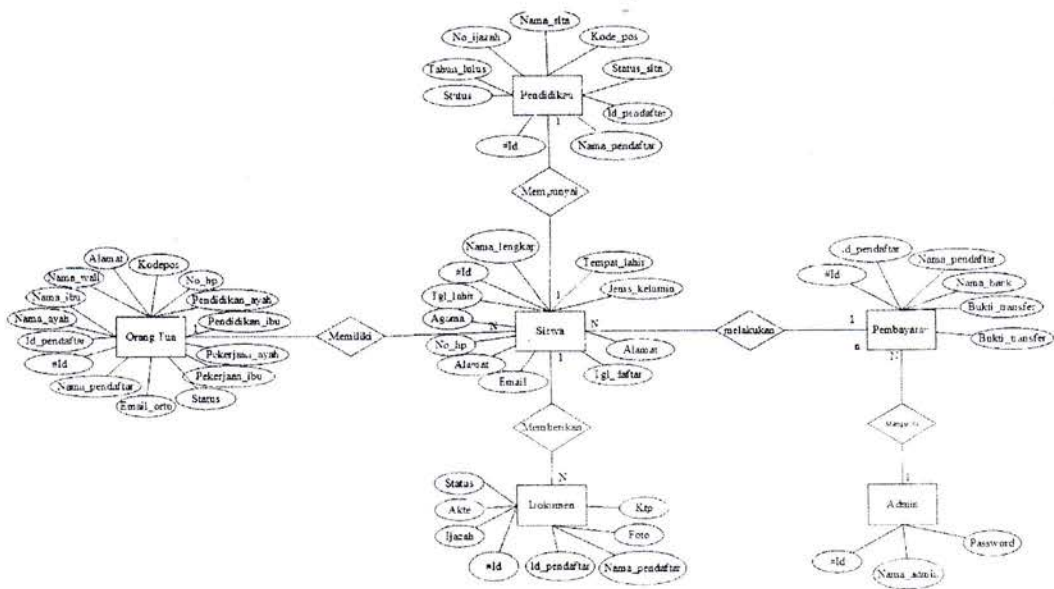 Nama_slta
No_ijazah
Kode_pos
Tahun_lulus
Status_slta
Status
Pendidikan
Id_pendaftar
1
#Id
Nama_pendaftar
Mempunyai
Nama_lengkap
Tempat_lahir
#Id
1
Jenis_kelamin
Tgl_lahir
Agama
N
Siswa
N
No_hp
Alamat
Alamat
1
Email
Tgl_daftar
Alamat
Kodepos
Nama_wali
No_hp
Nama_ibu
Pendidikan_ayah
Nama_ayah
Pendidikan_ibu
Orang Tua
Id_pendaftar
Pekerjaan_ayah
#Id
Pekerjaan_ibu
Nama_pendaftar
Status
Email_orto
Memiliki
melakukan
Id_pendaftar
Nama_pendaftar
#Id
Nama_bank
Bukti_transfer
1
Pembayaran
n
Bukti_transfer
N
1
Admin
Password
#Id
Nama_admin
Memberikan
N
Status
Akte
Dokumen
Ktp
Ijazah
Foto
#Id
Id_pendaftar
Nama_pendaftar